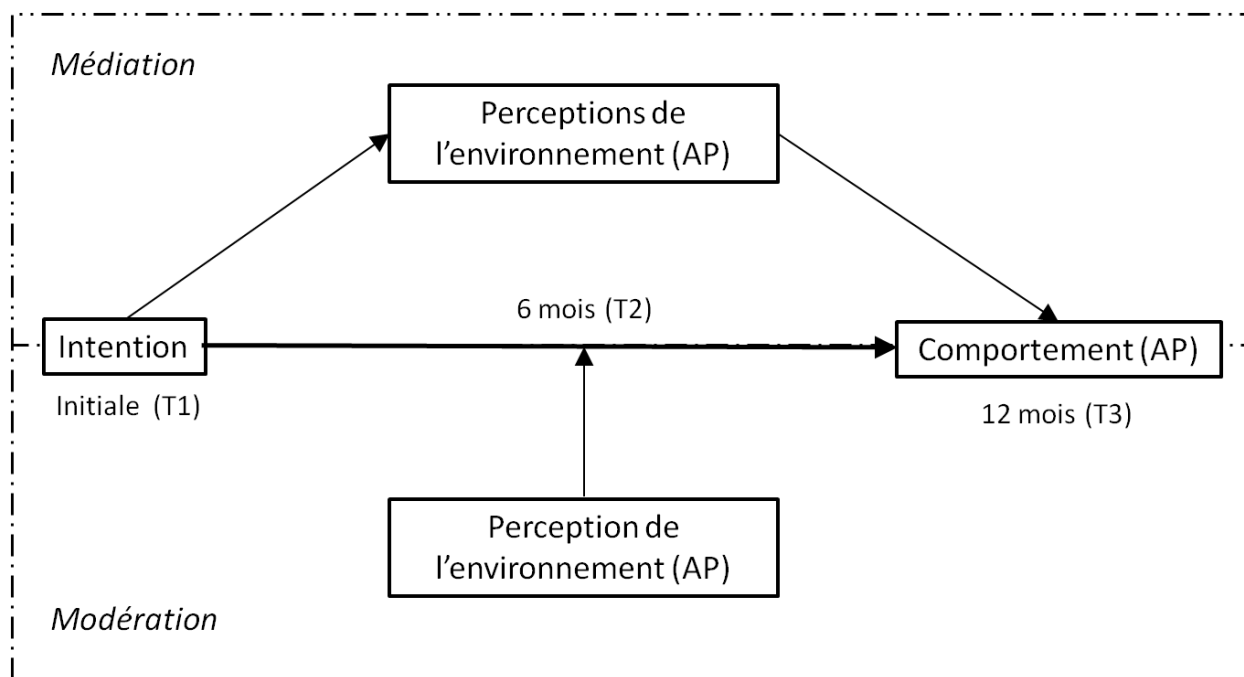 Médiation
Perceptions de
l’environnement (AP)
6 mois (T2)
Intention
Comportement (AP)
Initiale (T1)
12 mois (T3)
Perception de
l’environnement (AP)
Modération